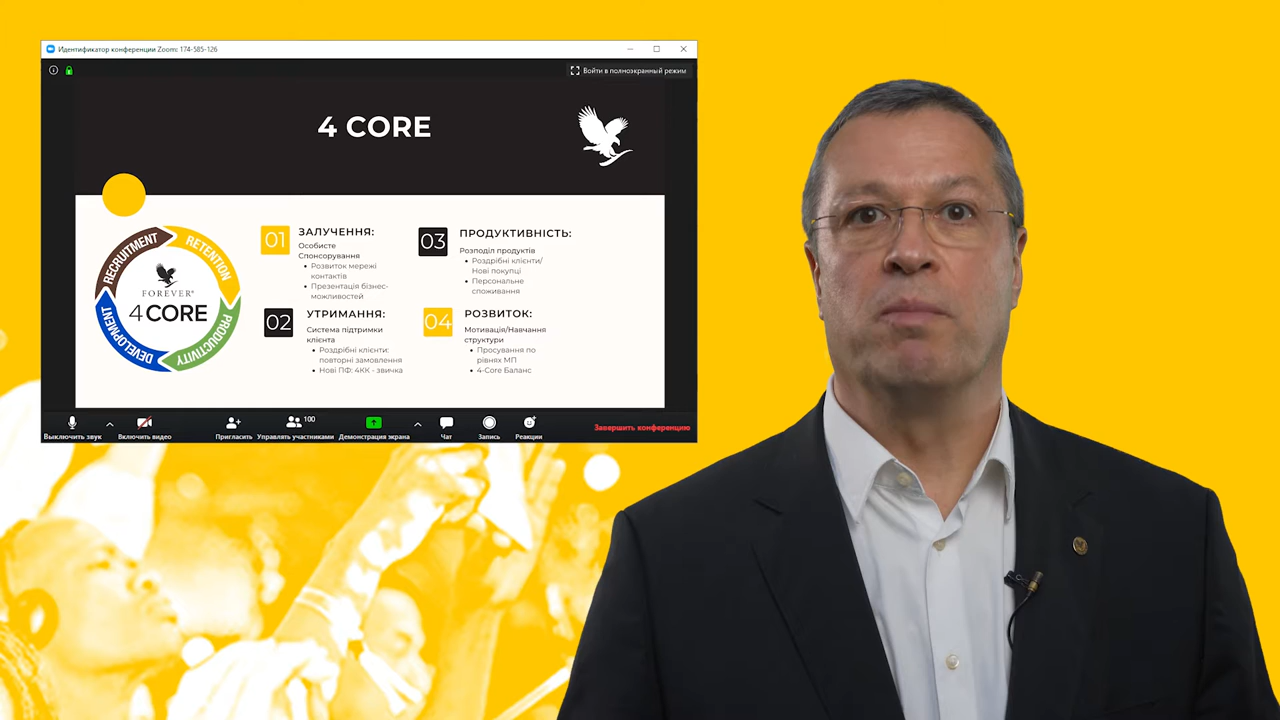 Идентификатор конференции Zoom: 174-585-126
Войти в полноэкранный режим
4 CORE
RECRUITMENT
RETENTION
PRODUCTIVITY
DEVELOPMENT
FOREVER®
4 CORE
01
ЗАЛУЧЕННЯ:
Особисте
Спонсорування
• Розвиток мережі
контактів
• Презентація бізнес-
можливостей
02
УТРИМАННЯ:
Система підтримки
клієнта
• Роздрібні клієнти:
повторні замовлення
• Нові ПФ: 4КК - звичка
03
ПРОДУКТИВНІСТЬ:
Розподіл продуктів
• Роздрібні клієнти/
Нові покупці
• Персональне
споживання
04
РОЗВИТОК:
Мотивація/Навчання
структури
• Просування по
рівнях МП
• 4-Core Баланс
100
Выключить звук
Включить видео
Пригласить
Управлять участниками
Демонстрация экрана
Чат
Запись
Реакции
Завершить конференцию